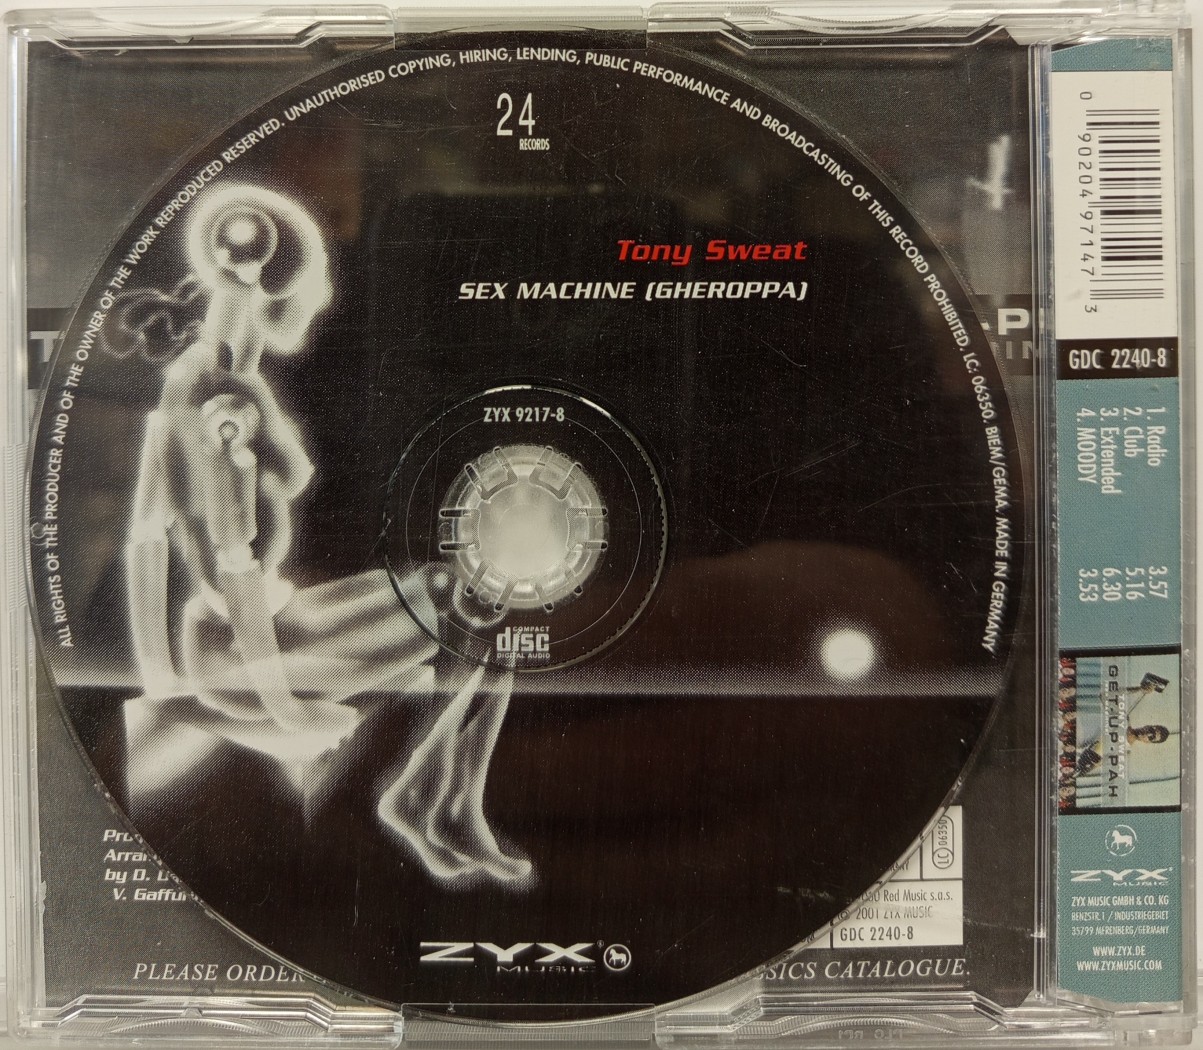 ALL RIGHTS OF THE PRODUCER AND OF THE OWNER OF THE WORK REPRODUCED RESERVED. UNAUTHORISED COPYING, HIRING, LENDING, PUBLIC PERFORMANCE AND BROADCASTING OF THIS RECORD PROHIBITED. LC: 06350. BIEM/GEMA. MADE IN GERMANY
24
RECORDS
Tony Sweat
SEX MACHINE (GHEROPPA)
ZYX 9217-8
COMPACT
disc
DIGITAL AUDIO
by D.
V. Gaffur
ZYX
MUSIC
PLEASE ORDER
CATALOGUE.
LC 06350
Red Music s.a.s.
© 2001 ZYX MUSIC
GDC 2240-8
0 90204 97147 3
GDC 2240-8
1. Radio 3.57
2. Club 5.16
3. Extended 6.30
4. MOODY 3.53
TONY SWEAT
GET-UP-PAH
ZYX
MUSIC
ZYX MUSIC GMBH & CO. KG
BENZSTR.1 / INDUSTRIEGEBIET
35799 MERENBERG/GERMANY
WWW.ZYX.DE
WWW.ZYXMUSIC.COM